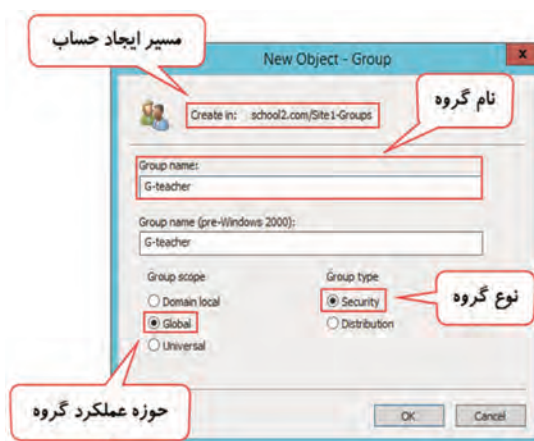 مسیر ایجاد حساب
New Object - Group
x
نام گروه
Create in: school2.com/Site1-Groups
Group name:
G-teacher
Group name (pre-Windows 2000):
G-teacher
Group scope
Domain local
Global
Universal
Group type
Security
Distribution
نوع گروه
حوزه عملکرد گروه
OK
Cancel